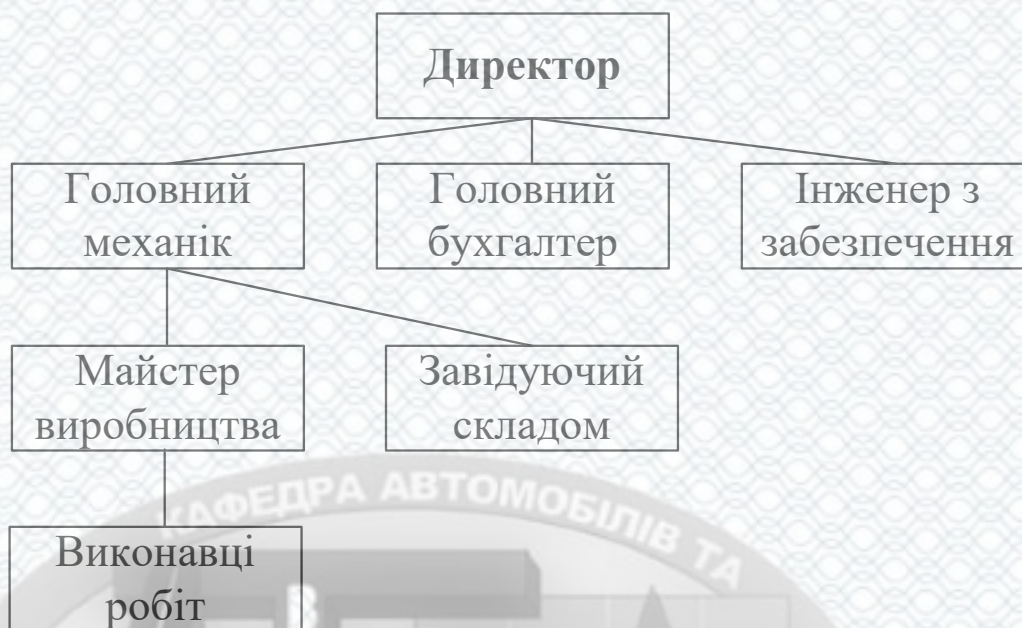 Директор
Головний
механік
Головний
бухгалтер
Інженер з
забезпечення
Майстер
виробництва
Завідуючий
складом
КАФЕДРА АВТОМОБІЛІВ ТА
Виконавці
робіт
В